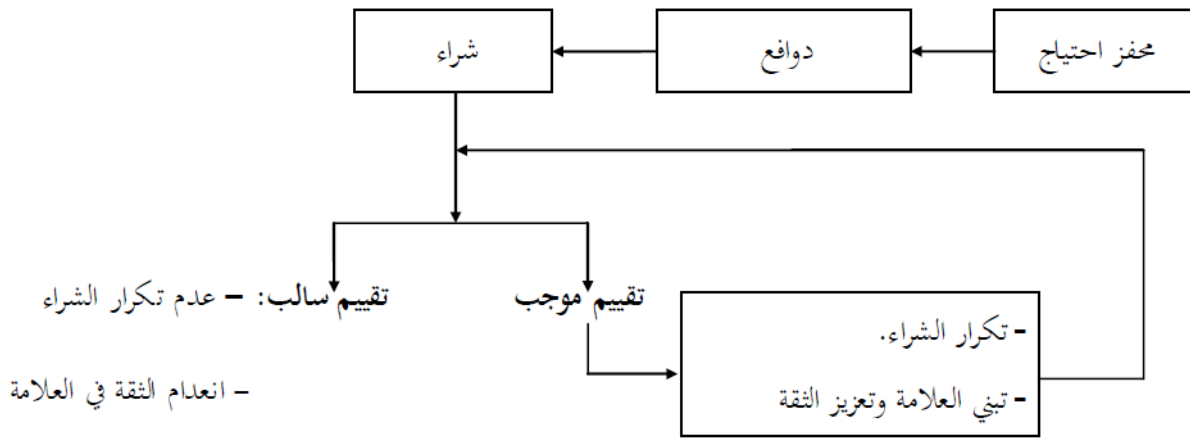 محفز احتياج
دوافع
شراء
تقييم موجب
تقييم سالب: – عدم تكرار الشراء
– انعدام الثقة في العلامة
– تكرار الشراء.
– تبني العلامة وتعزيز الثقة